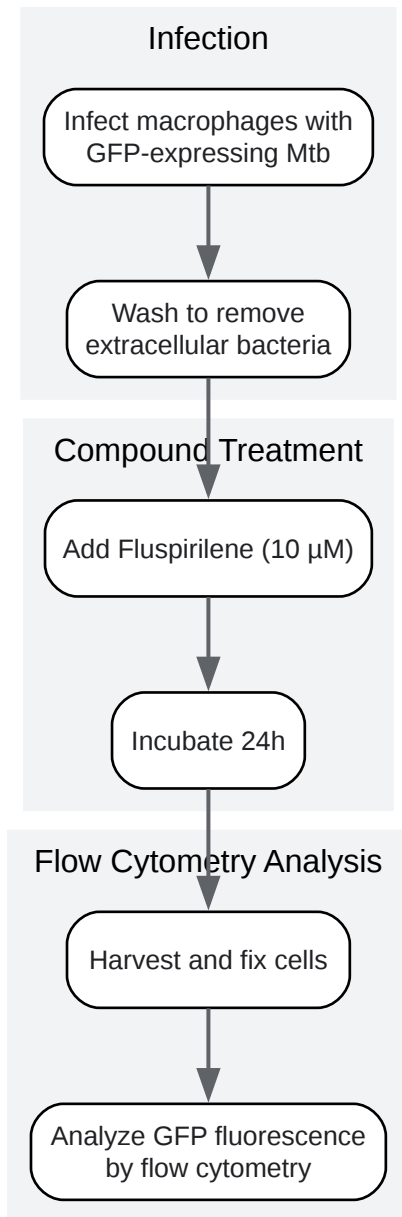 Infection
Infect macrophages with
GFP-expressing Mtb
Wash to remove
extracellular bacteria
Compound Treatment
Add Fluspirilene (10 µM)
Incubate 24h
Flow Cytometry Analysis
Harvest and fix cells
Analyze GFP fluorescence
by flow cytometry